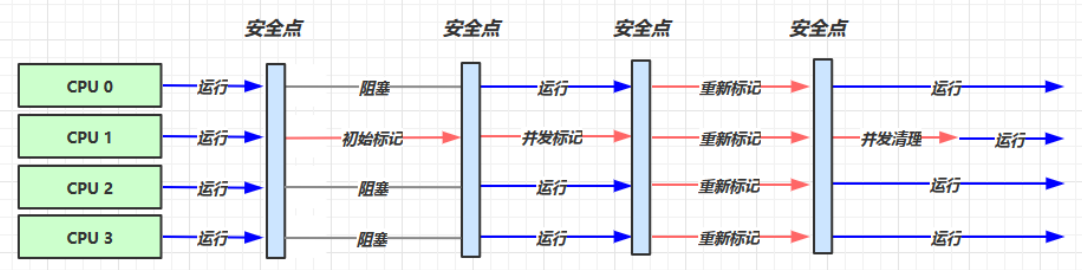 安全点 安全点 安全点 安全点
CPU 0 运行 阻塞 运行 重新标记 运行
CPU 1 运行 初始标记 并发标记 重新标记 并发清理 运行
CPU 2 运行 阻塞 运行 重新标记 运行
CPU 3 运行 阻塞 运行 重新标记 运行